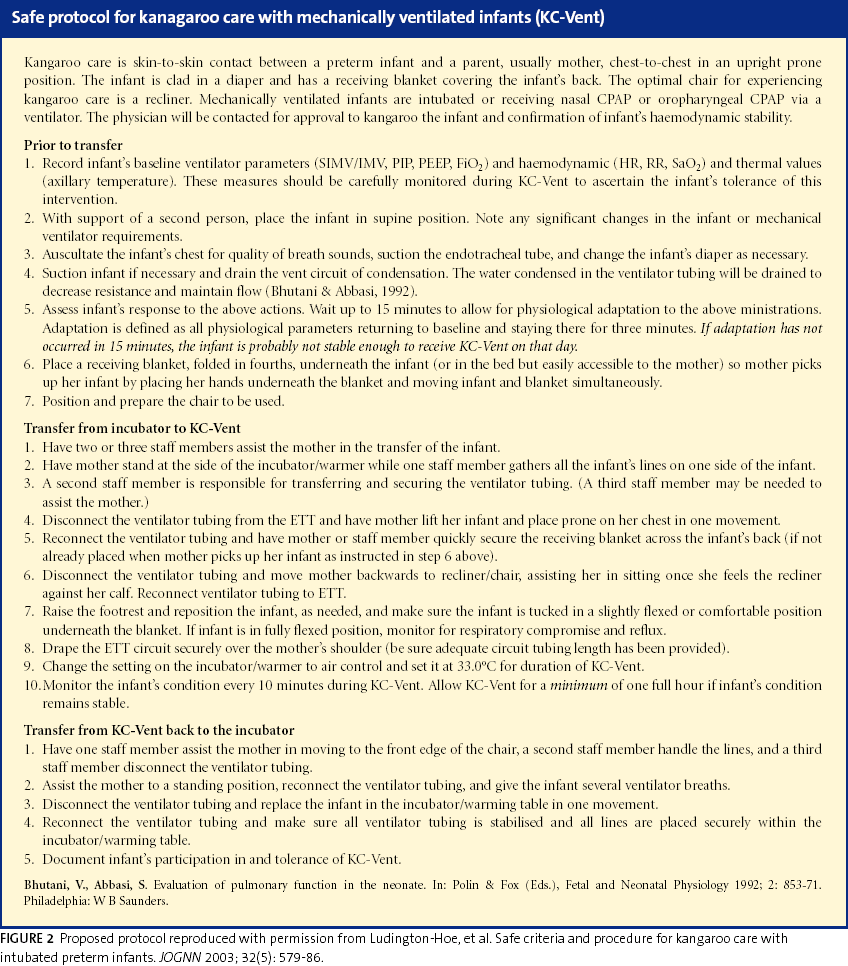 Safe protocol for kanagaroo care with mechanically ventilated infants (KC-Vent)
Kangaroo care is skin-to-skin contact between a preterm infant and a parent, usually mother, chest-to-chest in an upright prone
position. The infant is clad in a diaper and has a receiving blanket covering the infant's back. The optimal chair for experiencing
kangaroo care is a recliner. Mechanically ventilated infants are intubated or receiving nasal CPAP or oropharyngeal CPAP via a
ventilator. The physician will be contacted for approval to kangaroo the infant and confirmation of infant's haemodynamic stability.
Prior to transfer
1. Record infant's baseline ventilator parameters (SIMV/IMV, PIP, PEEP, FiO₂) and haemodynamic (HR, RR, SaO₂) and thermal values
(axillary temperature). These measures should be carefully monitored during KC-Vent to ascertain the infant's tolerance of this
intervention.
2. With support of a second person, place the infant in supine position. Note any significant changes in the infant or mechanical
ventilator requirements.
3. Auscultate the infant's chest for quality of breath sounds, suction the endotracheal tube, and change the infant's diaper as necessary.
4. Suction infant if necessary and drain the vent circuit of condensation. The water condensed in the ventilator tubing will be drained to
decrease resistance and maintain flow (Bhutani & Abbasi, 1992).
5. Assess infant's response to the above actions. Wait up to 15 minutes to allow for physiological adaptation to the above ministrations.
Adaptation is defined as all physiological parameters returning to baseline and staying there for three minutes. If adaptation has not
occurred in 15 minutes, the infant is probably not stable enough to receive KC-Vent on that day.
6. Place a receiving blanket, folded in fourths, underneath the infant (or in the bed but easily accessible to the mother) so mother picks
up her infant by placing her hands underneath the blanket and moving infant and blanket simultaneously.
7. Position and prepare the chair to be used.
Transfer from incubator to KC-Vent
1. Have two or three staff members assist the mother in the transfer of the infant.
2. Have mother stand at the side of the incubator/warmer while one staff member gathers all the infant's lines on one side of the infant.
3. A second staff member is responsible for transferring and securing the ventilator tubing. (A third staff member may be needed to
assist the mother.)
4. Disconnect the ventilator tubing from the ETT and have mother lift her infant and place prone on her chest in one movement.
5. Reconnect the ventilator tubing and have mother or staff member quickly secure the receiving blanket across the infant's back (if not
already placed when mother picks up her infant as instructed in step 6 above).
6. Disconnect the ventilator tubing and move mother backwards to recliner/chair, assisting her in sitting once she feels the recliner
against her calf. Reconnect ventilator tubing to ETT.
7. Raise the footrest and reposition the infant, as needed, and make sure the infant is tucked in a slightly flexed or comfortable position
underneath the blanket. If infant is in fully flexed position, monitor for respiratory compromise and reflux.
8. Drape the ETT circuit securely over the mother's shoulder (be sure adequate circuit tubing length has been provided).
9. Change the setting on the incubator/warmer to air control and set it at 33.0ºC for duration of KC-Vent.
10. Monitor the infant's condition every 10 minutes during KC-Vent. Allow KC-Vent for a minimum of one full hour if infant's condition
remains stable.
Transfer from KC-Vent back to the incubator
1. Have one staff member assist the mother in moving to the front edge of the chair, a second staff member handle the lines, and a third
staff member disconnect the ventilator tubing.
2. Assist the mother to a standing position, reconnect the ventilator tubing, and give the infant several ventilator breaths.
3. Disconnect the ventilator tubing and replace the infant in the incubator/warming table in one movement.
4. Reconnect the ventilator tubing and make sure all ventilator tubing is stabilised and all lines are placed securely within the
incubator/warming table.
5. Document infant's participation in and tolerance of KC-Vent.
Bhutani, V., Abbasi, S. Evaluation of pulmonary function in the neonate. In: Polin & Fox (Eds.), Fetal and Neonatal Physiology 1992; 2: 853-71.
Philadelphia: W B Saunders.
FIGURE 2 Proposed protocol reproduced with permission from Ludington-Hoe, et al. Safe criteria and procedure for kangaroo care with
intubated preterm infants. JOGNN 2003; 32(5): 579-86.